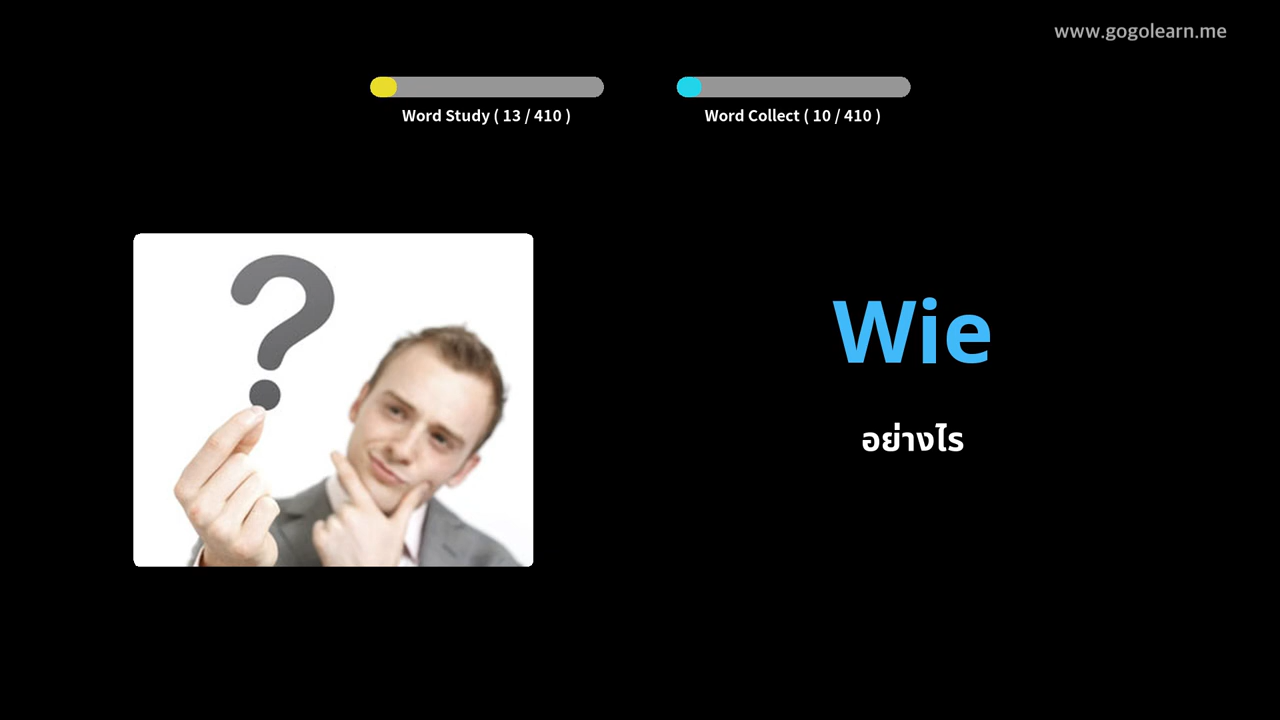 www.gogolearn.me
Word Study ( 13 / 410 )
Word Collect ( 10 / 410 )
?
Wie
อย่างไร